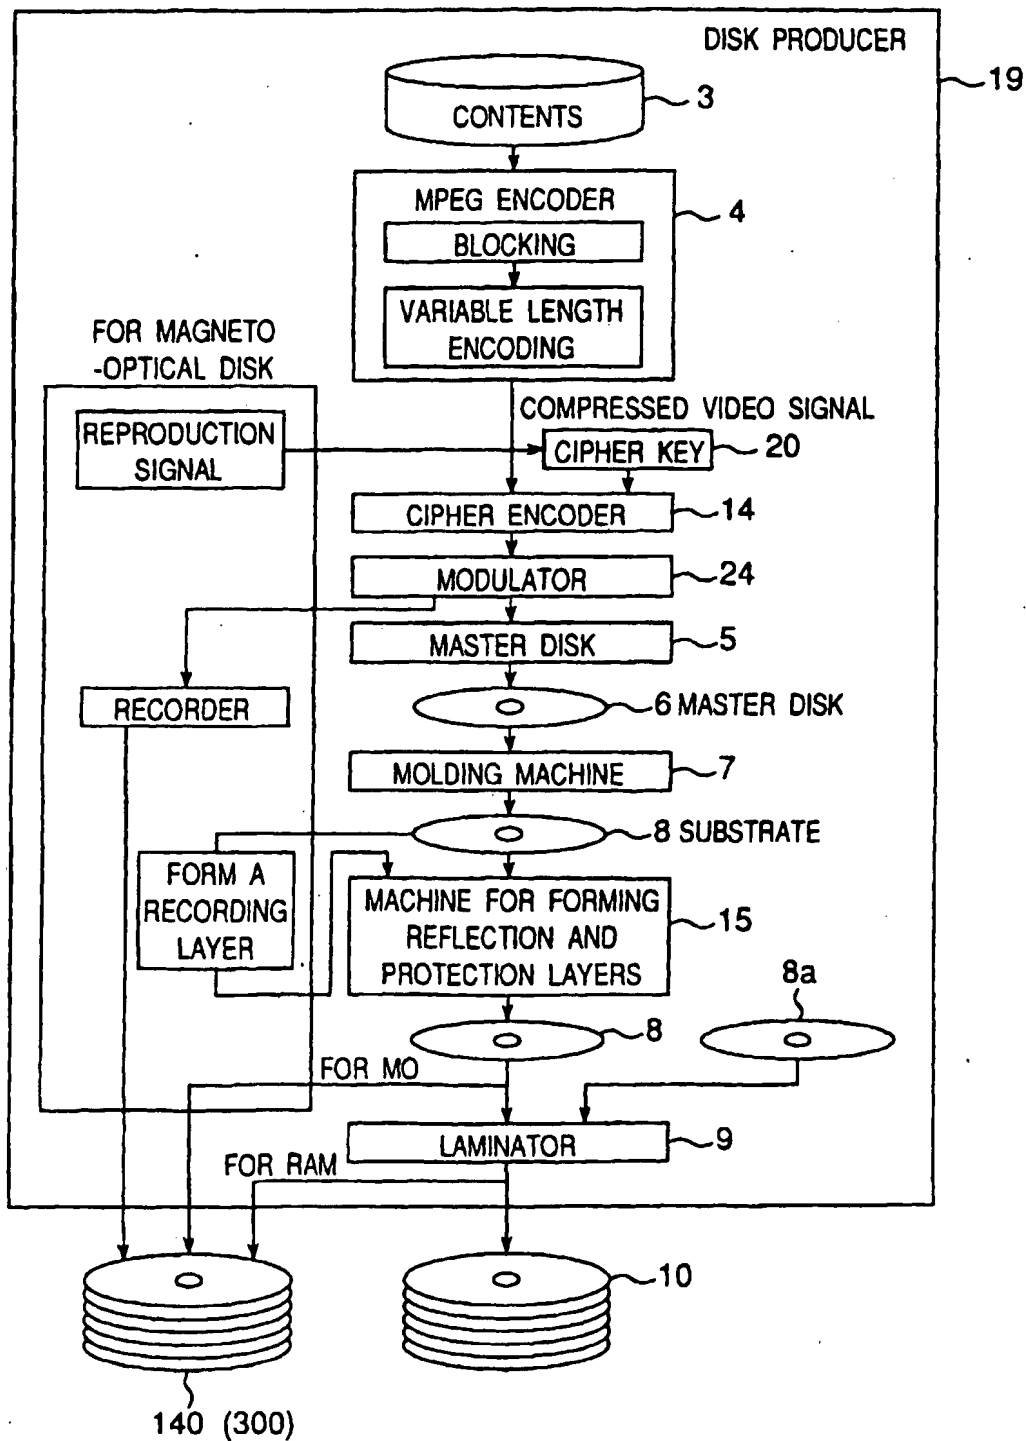 DISK PRODUCER
19
CONTENTS
3
MPEG ENCODER
4
BLOCKING
VARIABLE LENGTH
ENCODING
FOR MAGNETO
-OPTICAL DISK
COMPRESSED VIDEO SIGNAL
REPRODUCTION
SIGNAL
CIPHER KEY
20
CIPHER ENCODER
14
MODULATOR
24
MASTER DISK
5
RECORDER
6 MASTER DISK
MOLDING MACHINE
7
8 SUBSTRATE
FORM A
RECORDING
LAYER
MACHINE FOR FORMING
REFLECTION AND
PROTECTION LAYERS
15
8a
8
FOR MO
LAMINATOR
9
FOR RAM
10
140 (300)